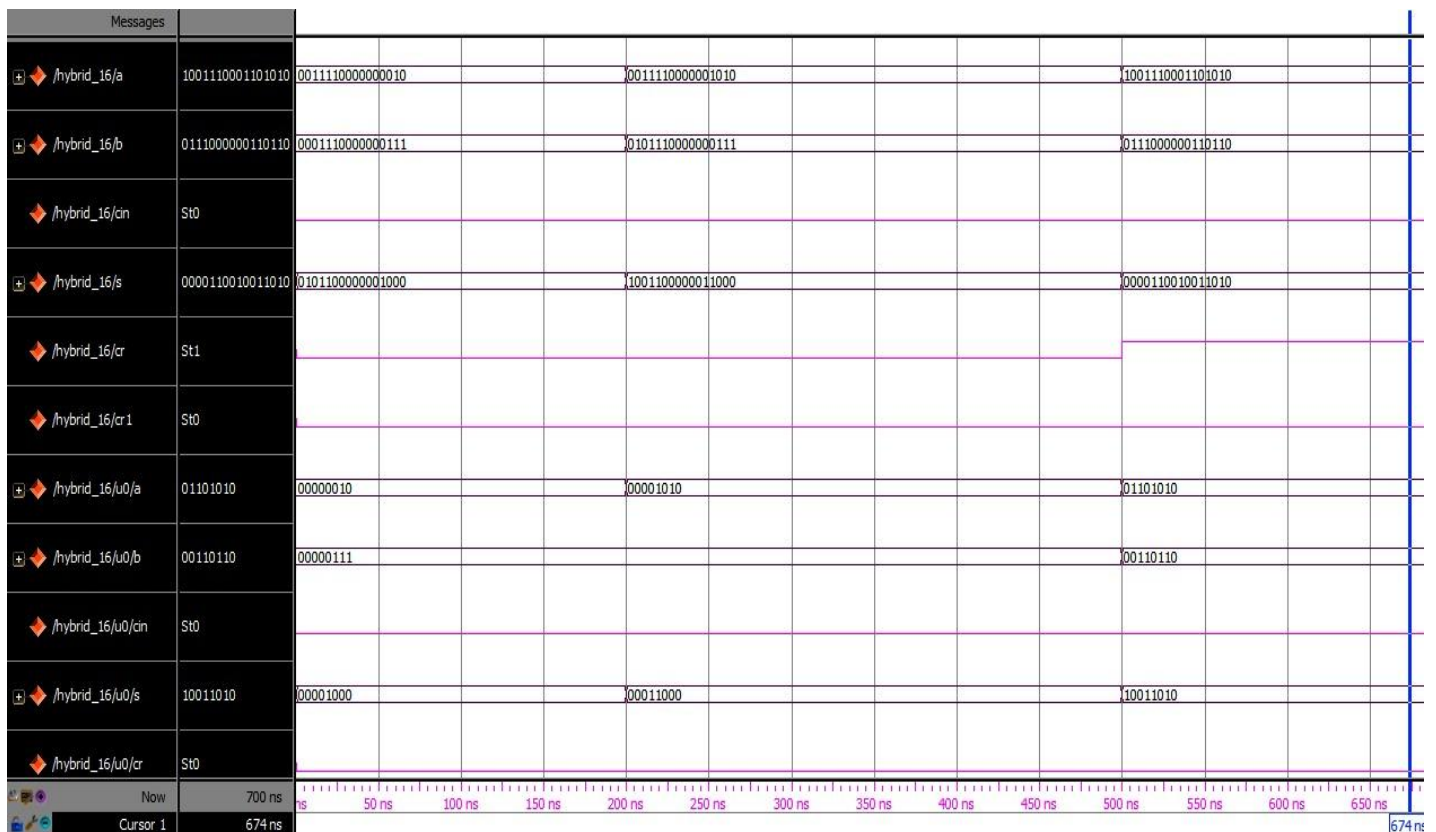 Messages
/hybrid_16/a 1001110001101010 0011110000000010 0011110000001010 1001110001101010
/hybrid_16/b 0111000000110110 0001110000000111 0101110000000111 0111000000110110
/hybrid_16/cin St0
/hybrid_16/s 0000110010011010 0101100000001000 1001100000011000 0000110010011010
/hybrid_16/cr St1
/hybrid_16/cr1 St0
/hybrid_16/u0/a 01101010 00000010 00001010 01101010
/hybrid_16/u0/b 00110110 00000111 00110110
/hybrid_16/u0/cin St0
/hybrid_16/u0/s 10011010 00001000 00011000 10011010
/hybrid_16/u0/cr St0
Now 700 ns ns 50 ns 100 ns 150 ns 200 ns 250 ns 300 ns 350 ns 400 ns 450 ns 500 ns 550 ns 600 ns 650 ns
Cursor 1 674 ns 674 ns